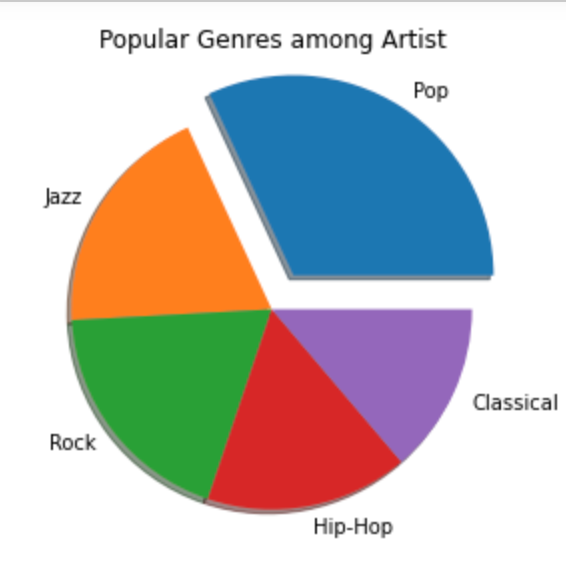 Popular Genres among Artist
Pop
Jazz
Classical
Rock
Hip-Hop